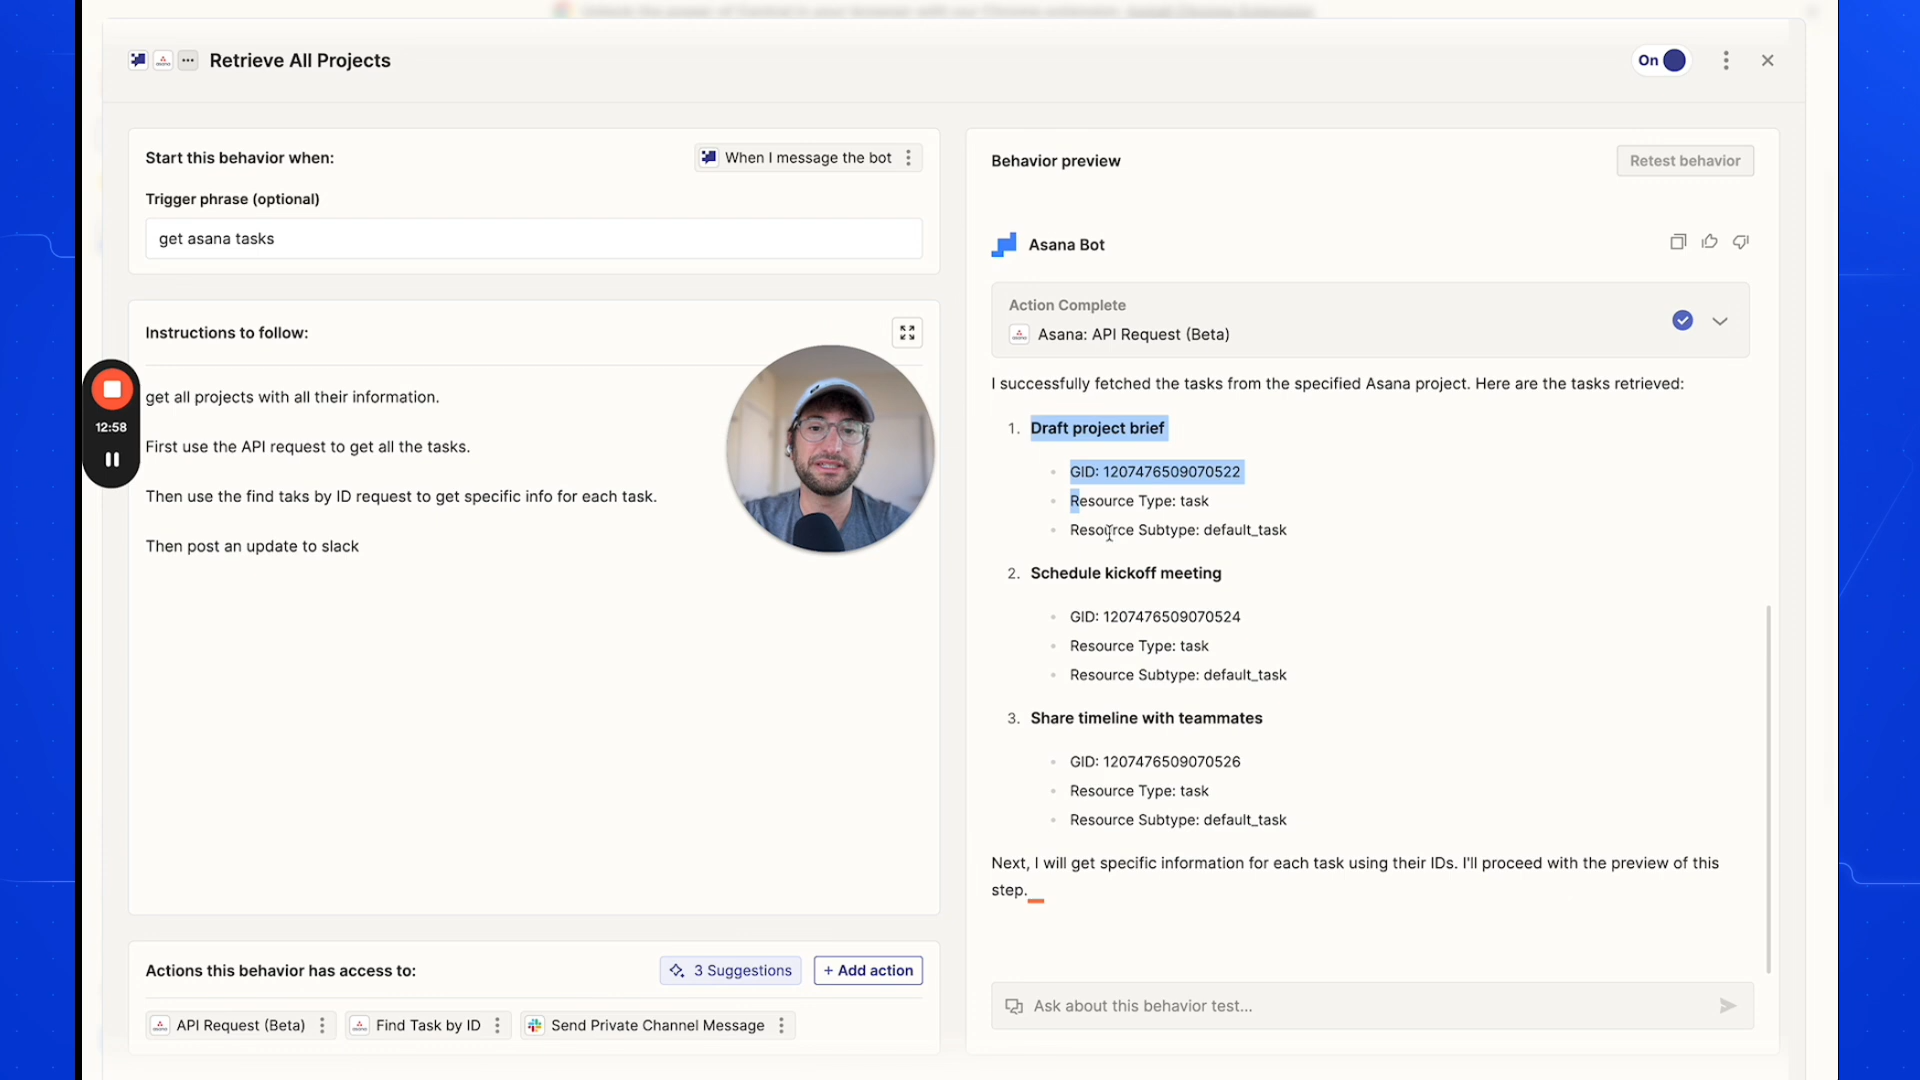 Retrieve All Projects
On
Start this behavior when:
When I message the bot
Trigger phrase (optional)
get asana tasks
Instructions to follow:
get all projects with all their information.
First use the API request to get all the tasks.
Then use the find taks by ID request to get specific info for each task.
Then post an update to slack
12:58
Actions this behavior has access to:
3 Suggestions
+ Add action
API Request (Beta)
Find Task by ID
Send Private Channel Message
Behavior preview
Retest behavior
Asana Bot
Action Complete
Asana: API Request (Beta)
I successfully fetched the tasks from the specified Asana project. Here are the tasks retrieved:
1. Draft project brief
GID: 1207476509070522
Resource Type: task
Resource Subtype: default_task
2. Schedule kickoff meeting
GID: 1207476509070524
Resource Type: task
Resource Subtype: default_task
3. Share timeline with teammates
GID: 1207476509070526
Resource Type: task
Resource Subtype: default_task
Next, I will get specific information for each task using their IDs. I'll proceed with the preview of this
step.
Ask about this behavior test...